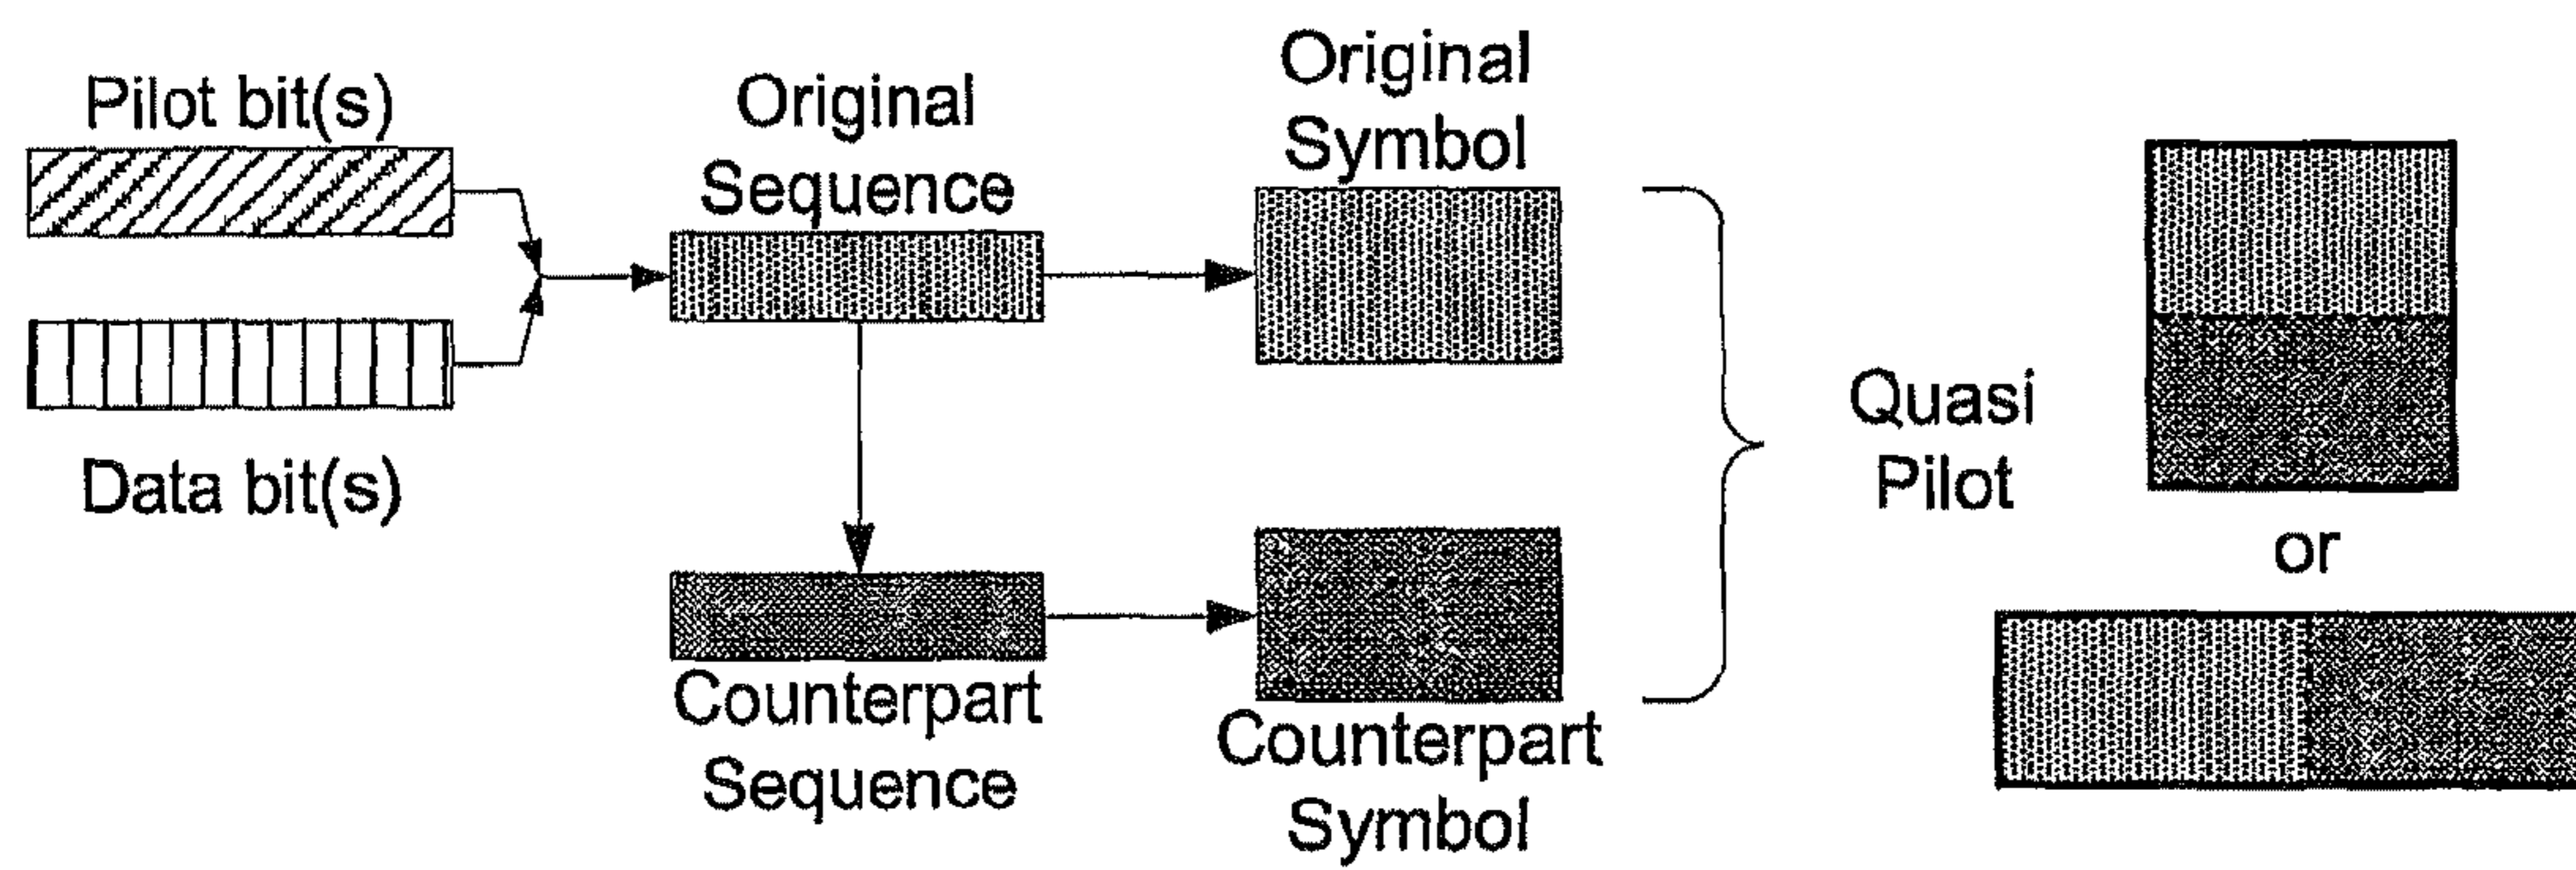 Pilot bit(s)
Data bit(s)
Original
Sequence
Counterpart
Sequence
Original
Symbol
Counterpart
Symbol
Quasi
Pilot
or